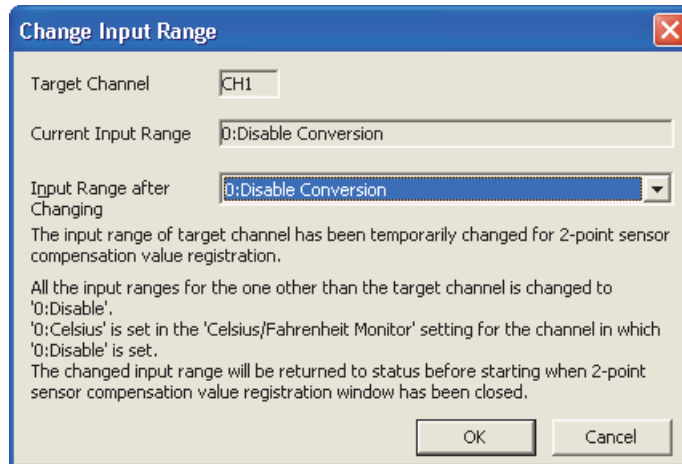 Change Input Range
Target Channel CH1
Current Input Range 0:Disable Conversion
Input Range after
Changing
0:Disable Conversion
The input range of target channel has been temporarily changed for 2-point sensor
compensation value registration.
All the input ranges for the one other than the target channel is changed to
'0:Disable'.
'0:Celsius' is set in the 'Celsius/Fahrenheit Monitor' setting for the channel in which
'0:Disable' is set.
The changed input range will be returned to status before starting when 2-point
sensor compensation value registration window has been closed.
OK Cancel